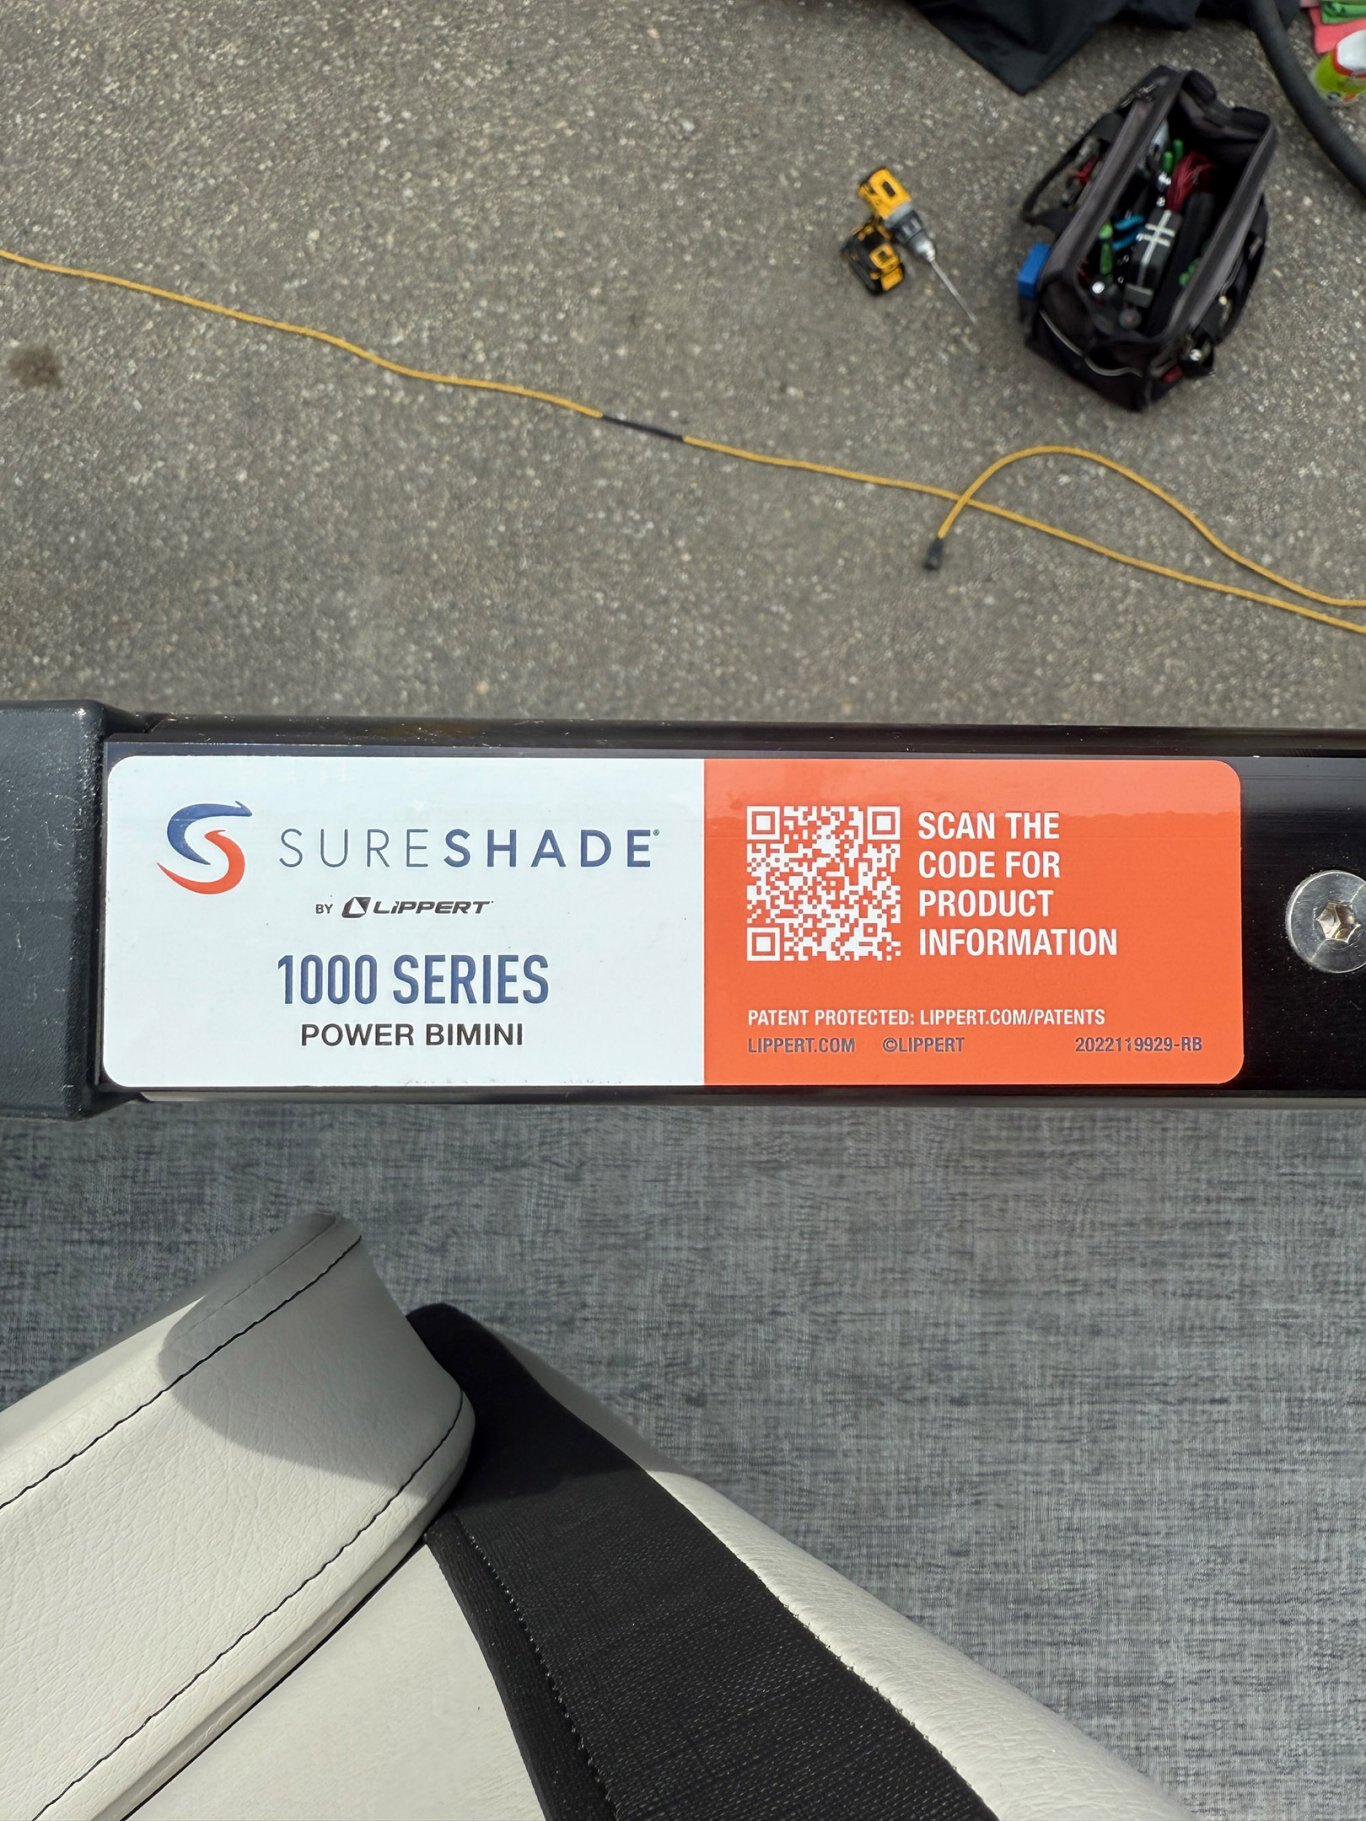 SURESHADE®
BY LiPPERT
1000 SERIES
POWER BIMINI
SCAN THE
CODE FOR
PRODUCT
INFORMATION
PATENT PROTECTED: LIPPERT.COM/PATENTS
LIPPERT.COM ©LIPPERT 2022119929-RB